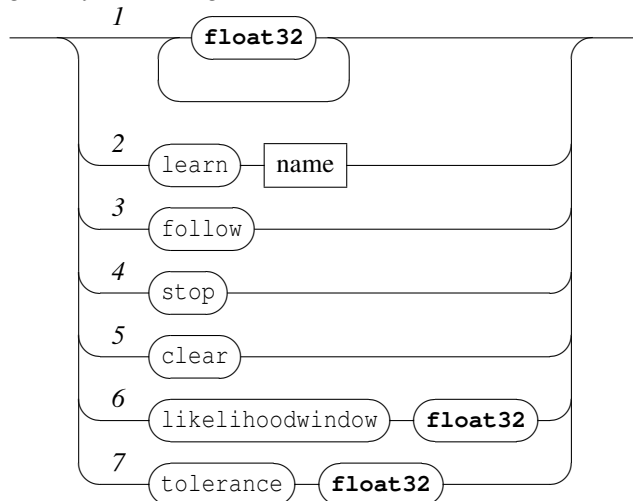 1 float32
2 learn name
3 follow
4 stop
5 clear
6 likelihoodwindow float32
7 tolerance float32